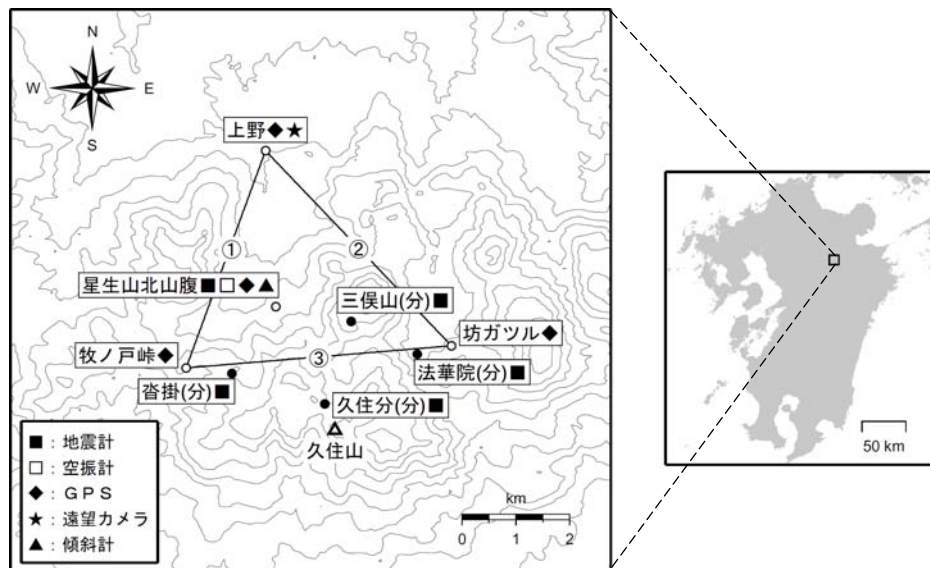 N
W
E
S
上野◆★
①
②
星生山北山腹■□◆▲
三俣山(分)■
坊ガツル◆
牧ノ戸峠◆
③
法華院(分)■
沓掛(分)■
久住分(分)■
久住山
■:地震計
□:空振計
◆:GPS
★:遠望カメラ
▲:傾斜計
km
0 1 2
50 km